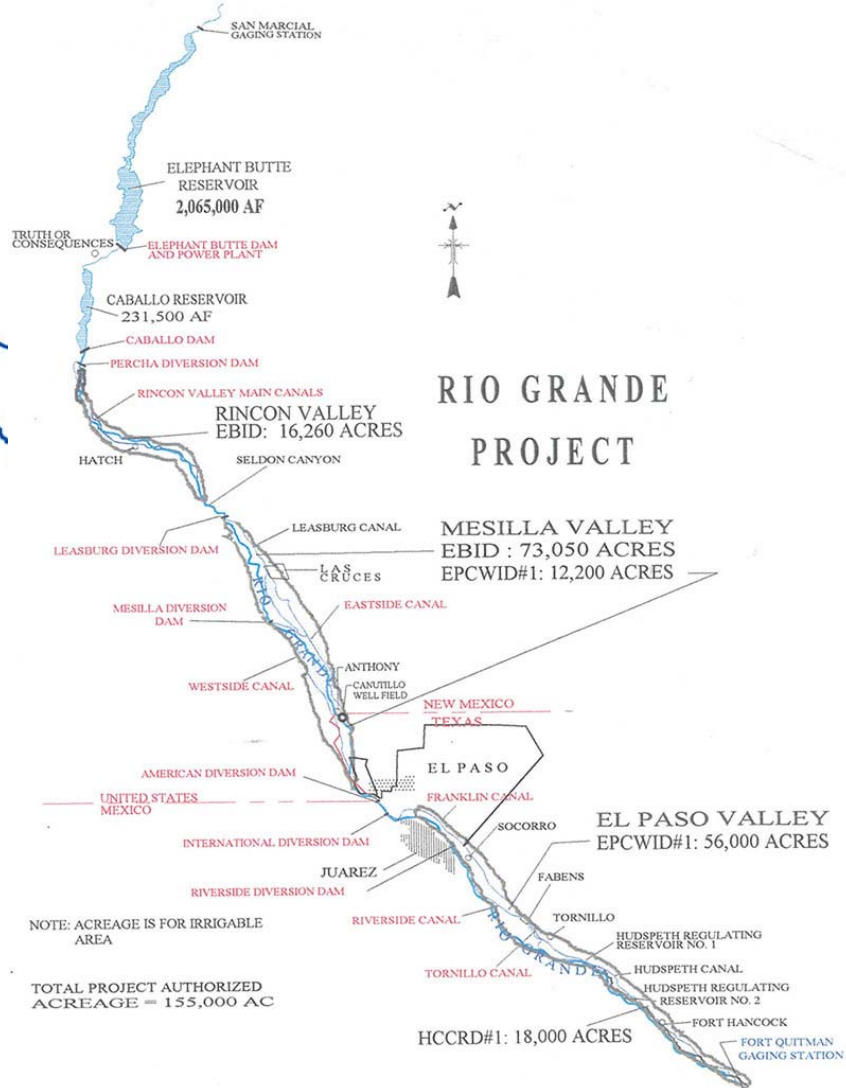 SAN MARCIAL
GAGING STATION
ELEPHANT BUTTE
RESERVOIR
2,065,000 AF
N
TRUTH OR
CONSEQUENCES
ELEPHANT BUTTE DAM
AND POWER PLANT
CABALLO RESERVOIR
231,500 AF
CABALLO DAM
PERCHA DIVERSION DAM
RIO GRANDE
PROJECT
RINCON VALLEY MAIN CANALS
RINCON VALLEY
EBID: 16,260 ACRES
HATCH
SELDON CANYON
LEASBURG CANAL
MESILLA VALLEY
EBID : 73,050 ACRES
EPCWID#1: 12,200 ACRES
LEASBURG DIVERSION DAM
LAS
CRUCES
RIO GRANDE
MESILLA DIVERSION
DAM
EASTSIDE CANAL
ANTHONY
CANUTILLO
WELL FIELD
WESTSIDE CANAL
NEW MEXICO
TEXAS
AMERICAN DIVERSION DAM
EL PASO
UNITED STATES
MEXICO
FRANKLIN CANAL
INTERNATIONAL DIVERSION DAM
SOCORRO
EL PASO VALLEY
EPCWID#1: 56,000 ACRES
JUAREZ
RIVERSIDE DIVERSION DAM
FABENS
RIVERSIDE CANAL
TORNILLO
NOTE: ACREAGE IS FOR IRRIGABLE
AREA
RIO GRANDE
HUDSPETH REGULATING
RESERVOIR NO. 1
TORNILLO CANAL
HUDSPETH CANAL
HUDSPETH REGULATING
RESERVOIR NO. 2
TOTAL PROJECT AUTHORIZED
ACREAGE = 155,000 AC
FORT HANCOCK
HCCRD#1: 18,000 ACRES
FORT QUITMAN
GAGING STATION